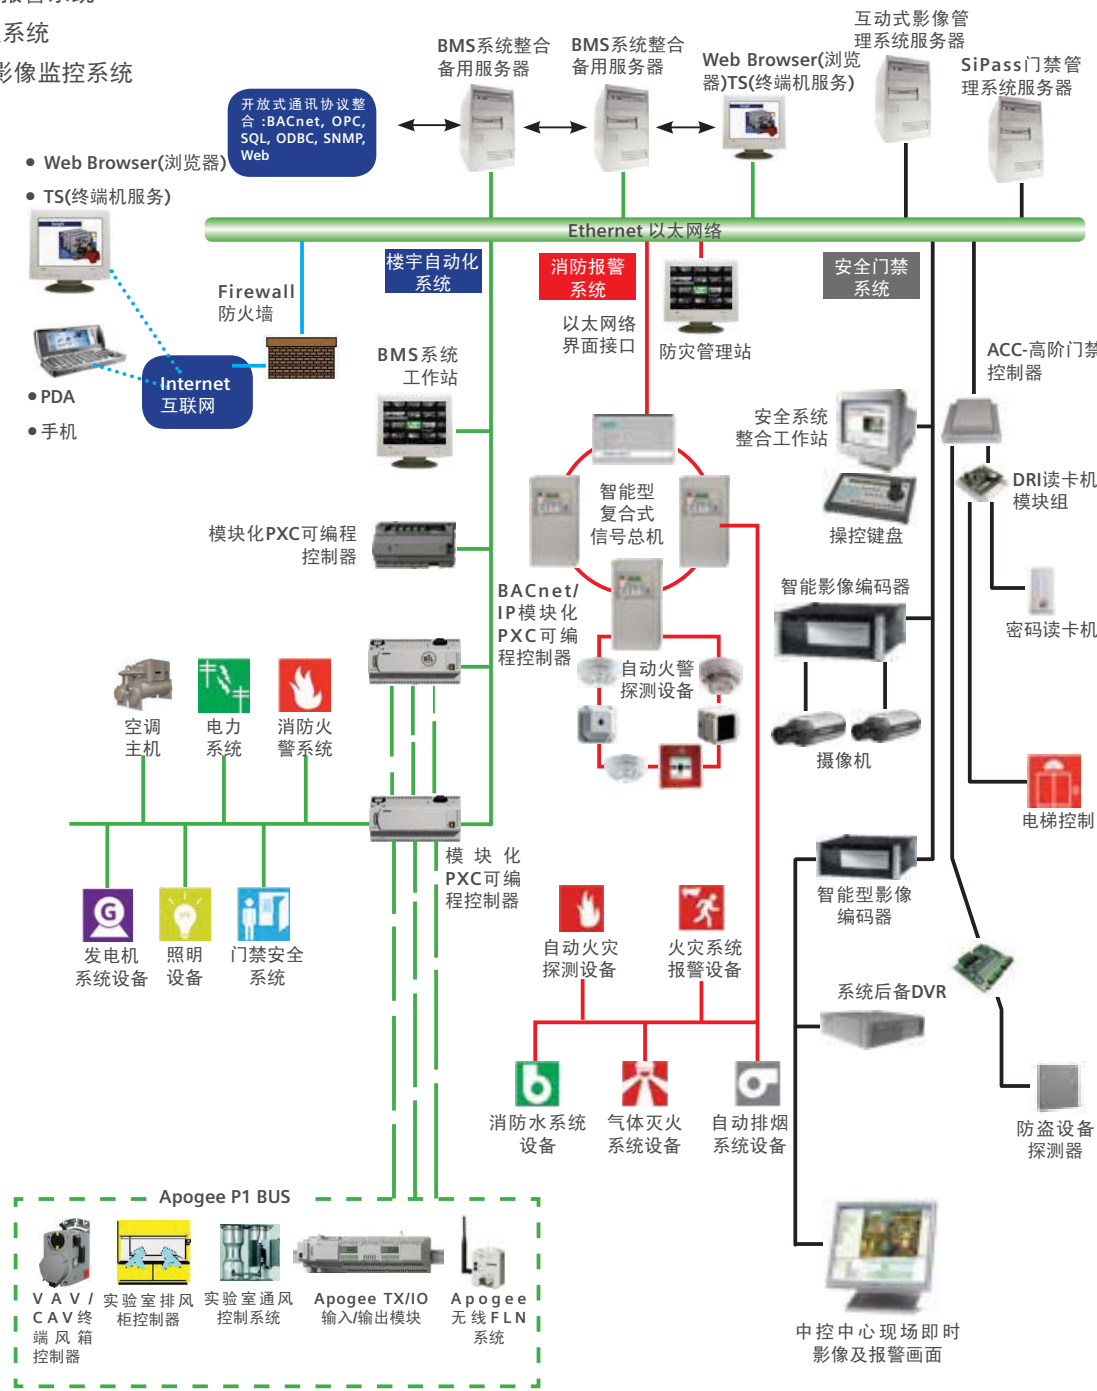 报警系统
系统
影像监控系统
BMS系统整合
备用服务器
BMS系统整合
备用服务器
Web Browser(浏览
器)TS(终端机服务)
互动式影像管
理系统服务器
SiPass门禁管
理系统服务器
开放式通讯协议整
合:BACnet, OPC,
SQL, ODBC, SNMP,
Web
● Web Browser(浏览器)
● TS(终端机服务)
Ethernet 以太网络
楼宇自动化
系统
消防报警
系统
安全门禁
系统
Firewall
防火墙
以太网络
界面接口
防灾管理站
BMS系统
工作站
ACC-高阶门禁
控制器
Internet
互联网
● PDA
● 手机
安全系统
整合工作站
DRI读卡机
模块组
智能型
复合式
信号总机
模块化PXC可编程
控制器
操控键盘
BACnet/
IP模块化
PXC可编
程控制器
智能影像编码器
密码读卡机
自动火警
探测设备
空调
主机
电力
系统
消防火
警系统
摄像机
电梯控制
模块化
PXC可编
程控制器
智能型影像
编码器
G
发电机
系统设备
照明
设备
门禁安全
系统
自动火灾
探测设备
火灾系统
报警设备
系统后备DVR
消防水系统
设备
气体灭火
系统设备
自动排烟
系统设备
防盗设备
探测器
Apogee P1 BUS
VAV/
CAV终
端风箱
控制器
实验室排风
柜控制器
实验室通风
控制系统
Apogee TX/IO
输入/输出模块
Apogee
无线FLN
系统
中控中心现场即时
影像及报警画面